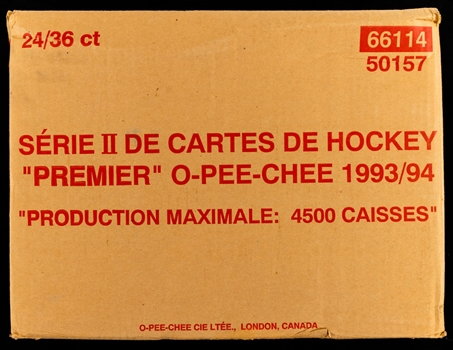 24/36 ct
66114
50157
SÉRIE II DE CARTES DE HOCKEY
"PREMIER" O-PEE-CHEE 1993/94
"PRODUCTION MAXIMALE: 4500 CAISSES"
O-PEE-CHEE CIE LTÉE., LONDON, CANADA